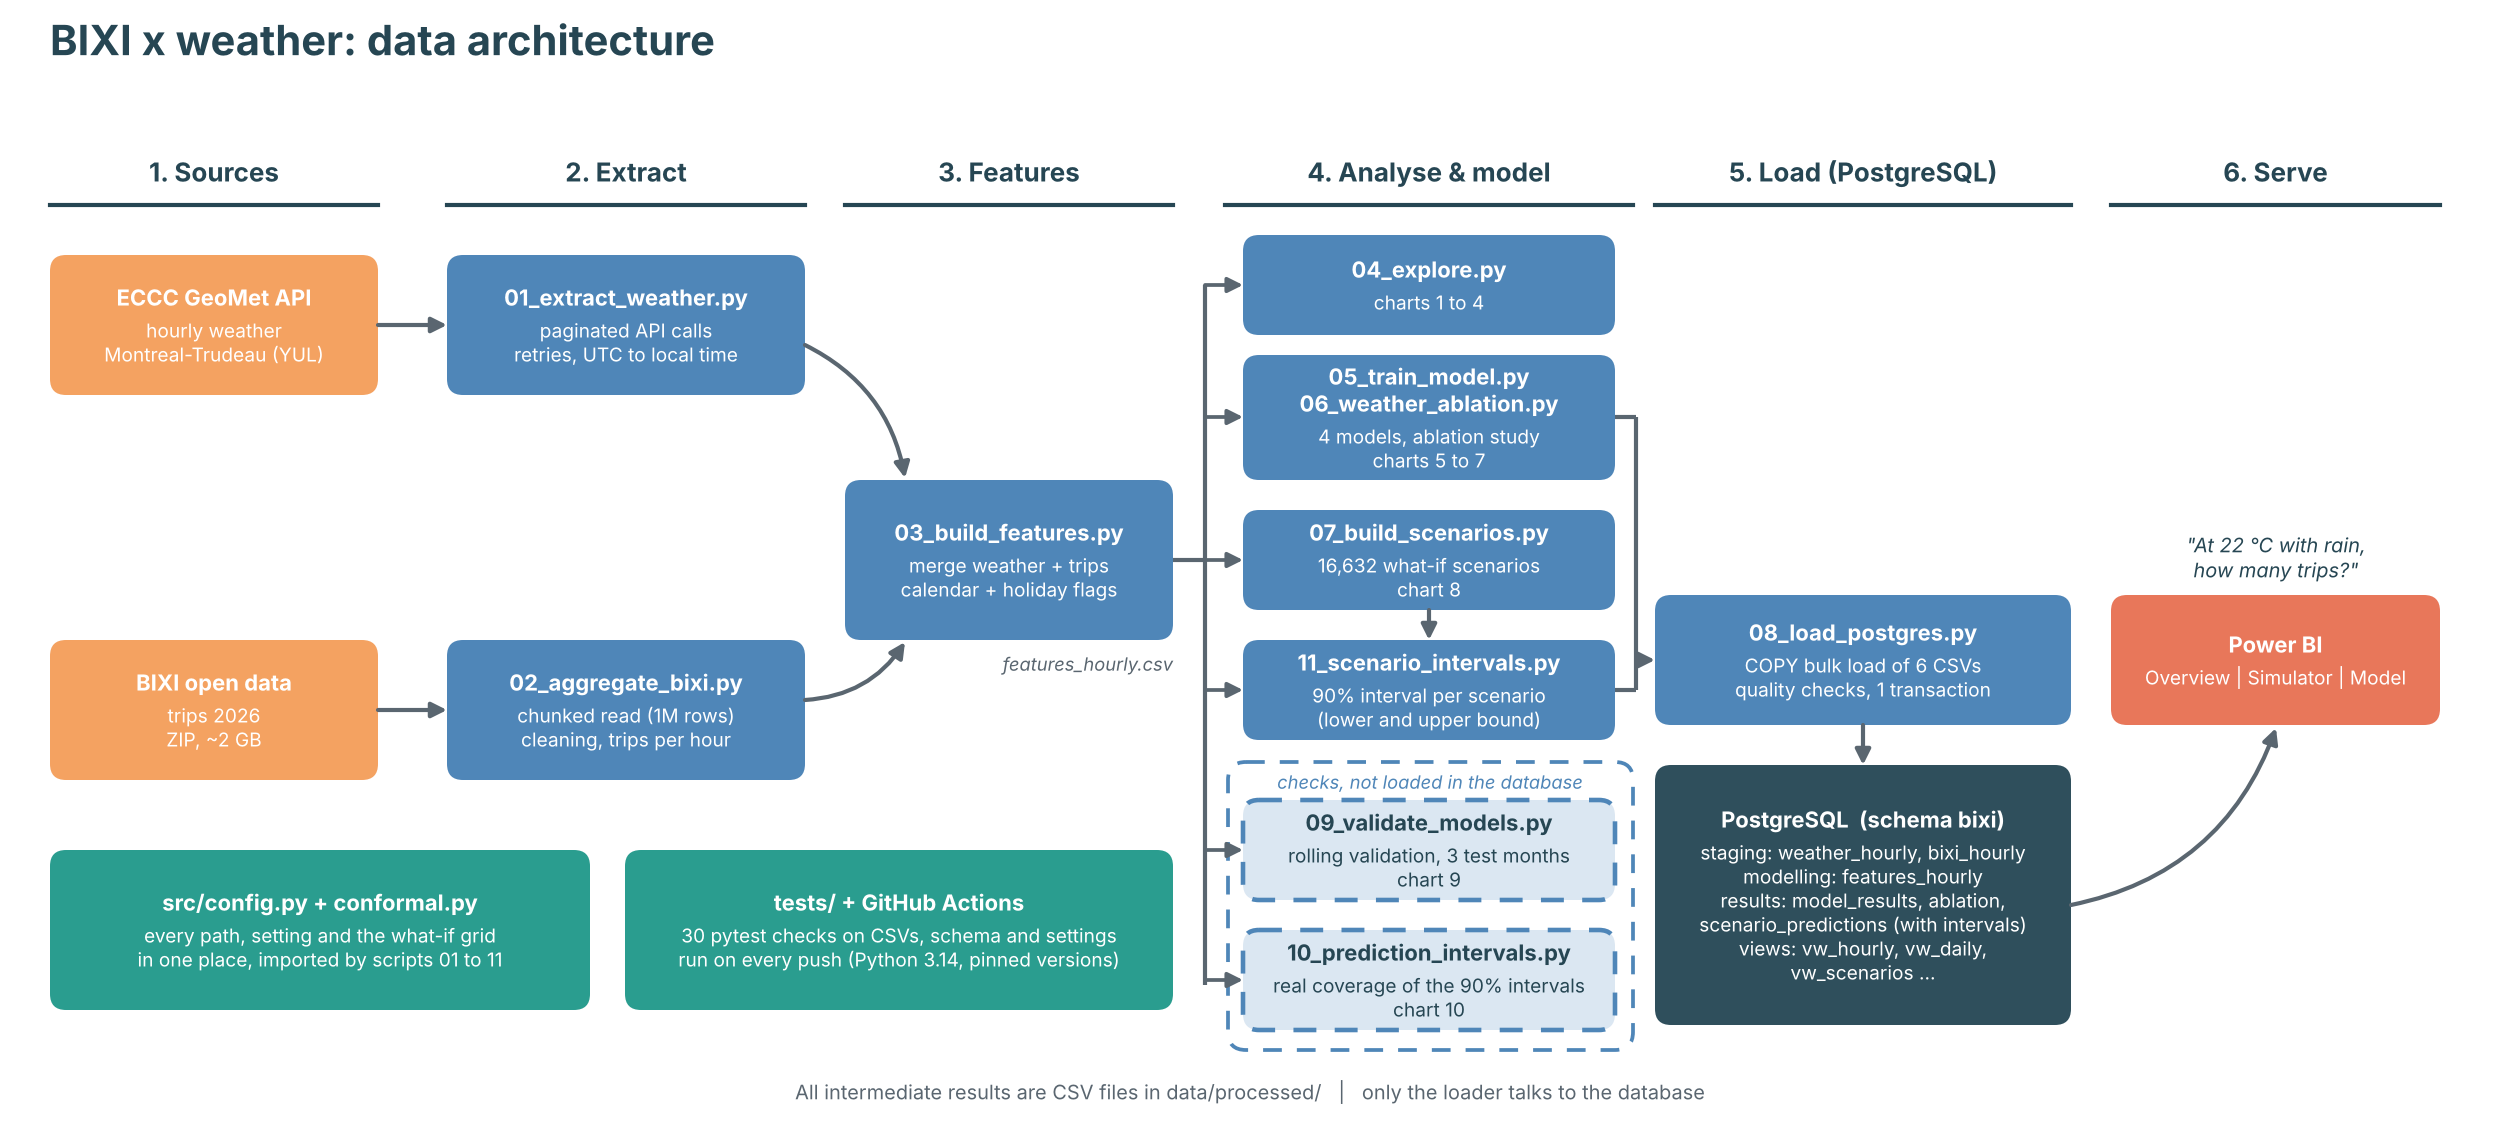 BIXI x weather: data architecture
1. Sources
2. Extract
3. Features
4. Analyse & model
5. Load (PostgreSQL)
6. Serve
ECCC GeoMet API
hourly weather
Montreal-Trudeau (YUL)
BIXI open data
trips 2026
ZIP, ~2 GB
01_extract_weather.py
paginated API calls
retries, UTC to local time
02_aggregate_bixi.py
chunked read (1M rows)
cleaning, trips per hour
03_build_features.py
merge weather + trips
calendar + holiday flags
features_hourly.csv
04_explore.py
charts 1 to 4
05_train_model.py
06_weather_ablation.py
4 models, ablation study
charts 5 to 7
07_build_scenarios.py
16,632 what-if scenarios
chart 8
11_scenario_intervals.py
90% interval per scenario
(lower and upper bound)
checks, not loaded in the database
09_validate_models.py
rolling validation, 3 test months
chart 9
10_prediction_intervals.py
real coverage of the 90% intervals
chart 10
08_load_postgres.py
COPY bulk load of 6 CSVs
quality checks, 1 transaction
PostgreSQL (schema bixi)
staging: weather_hourly, bixi_hourly
modelling: features_hourly
results: model_results, ablation,
scenario_predictions (with intervals)
views: vw_hourly, vw_daily,
vw_scenarios ...
"At 22 °C with rain,
how many trips?"
Power BI
Overview | Simulator | Model
src/config.py + conformal.py
every path, setting and the what-if grid
in one place, imported by scripts 01 to 11
tests/ + GitHub Actions
30 pytest checks on CSVs, schema and settings
run on every push (Python 3.14, pinned versions)
All intermediate results are CSV files in data/processed/ | only the loader talks to the database